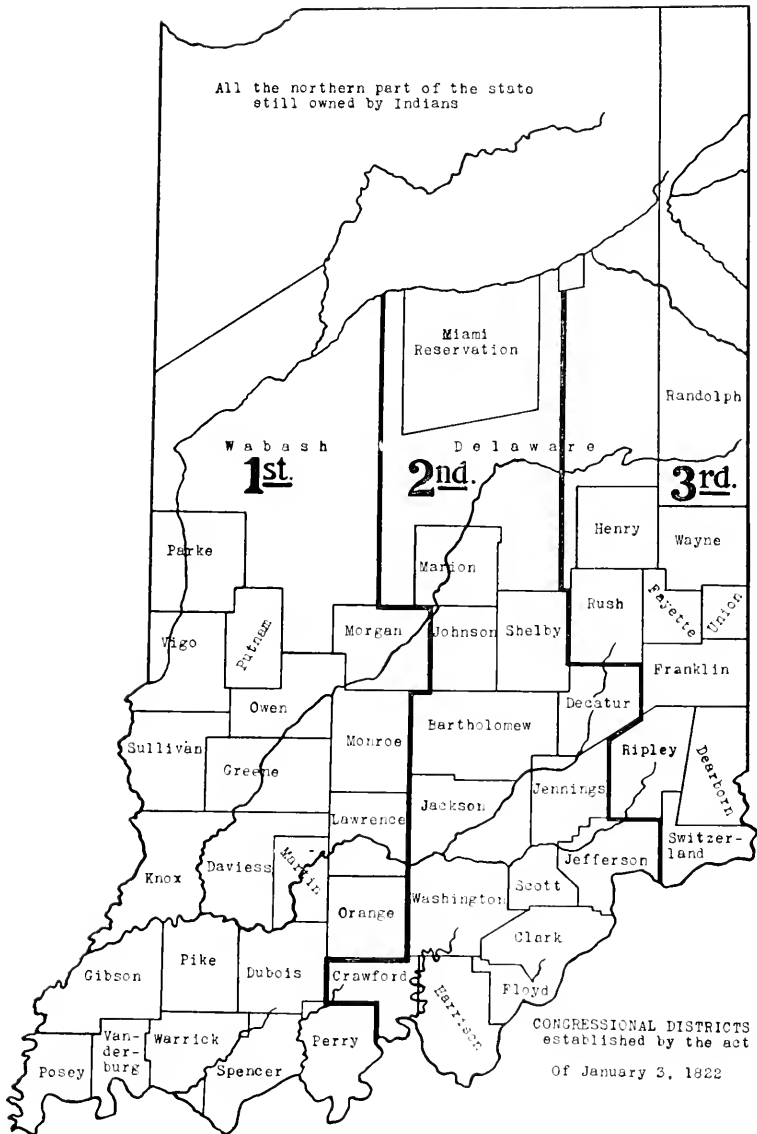 All the northern part of the stato
still owned by Indians
Miami
Reservation
Randolph
Wabash
Delaware
1st.
2nd.
3rd.
Henry
Wayne
Parke
Marion
Rush
Fayette
Union
Putnam
Morgan
Johnson
Shelby
Vigo
Franklin
Owen
Decatur
Bartholomew
Monroe
Sullivan
Ripley
Dearborn
Greene
Jennings
Jackson
Lawrence
Switzer-
land
Jefferson
Daviess
Martin
Knox
Scott
Washington
Orange
Clark
Pike
Dubois
Gibson
Crawford
Floyd
Harrison
Van-
der-
burg
Warrick
Perry
Posey
Spencer
CONGRESSIONAL DISTRICTS
established by the act
Of January 3, 1822